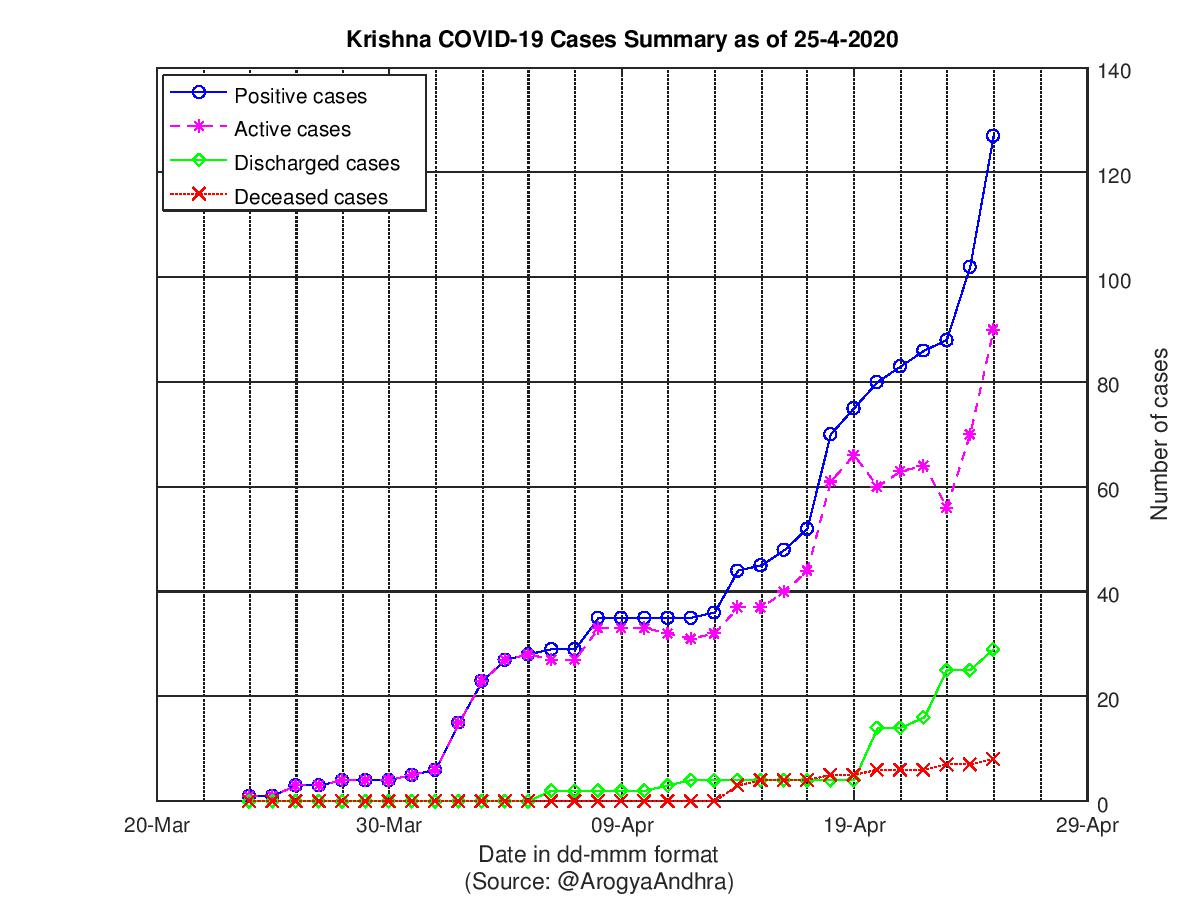 Krishna COVID-19 Cases Summary as of 25-4-2020
Positive cases
Active cases
Discharged cases
Deceased cases
140
120
100
80
60
40
20
0
Number of cases
20-Mar 30-Mar 09-Apr 19-Apr 29-Apr
Date in dd-mmm format
(Source: @ArogyaAndhra)